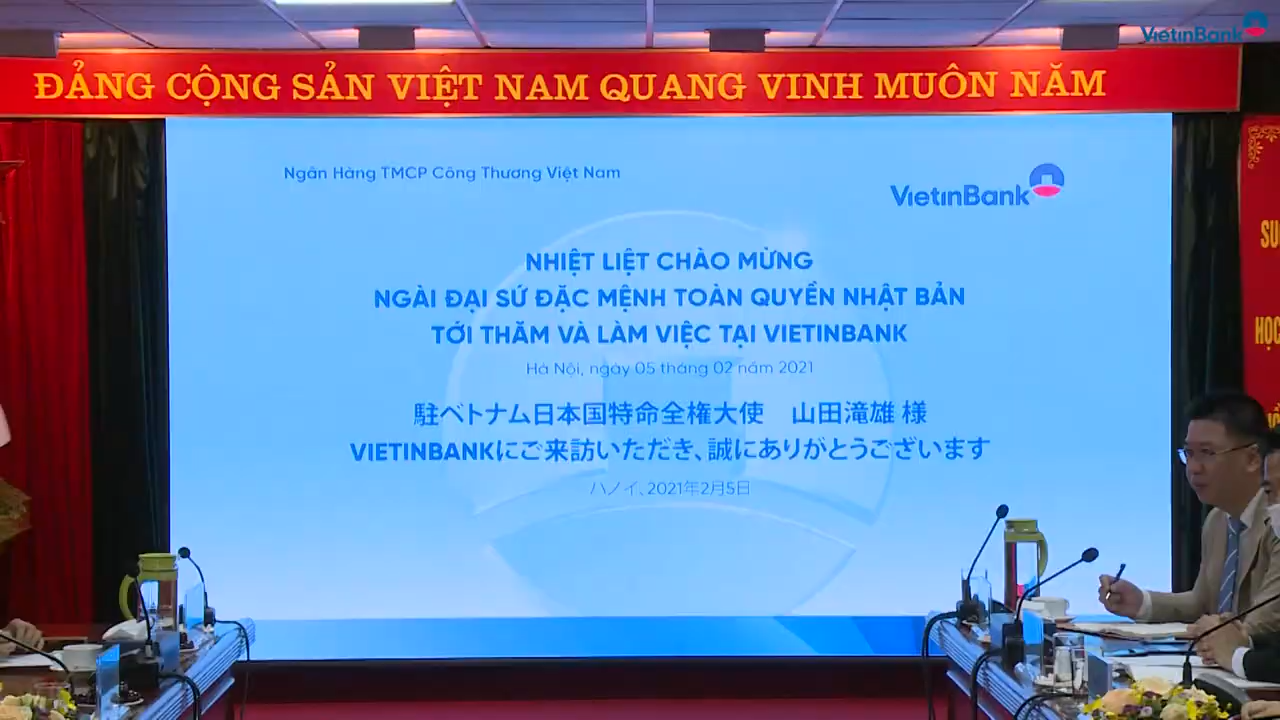 VietinBank
ĐẢNG CỘNG SẢN VIỆT NAM QUANG VINH MUÔN NĂM
Ngân Hàng TMCP Công Thương Việt Nam
VietinBank
NHIỆT LIỆT CHÀO MỪNG
NGÀI ĐẠI SỨ ĐẶC MỆNH TOÀN QUYỀN NHẬT BẢN
TỚI THĂM VÀ LÀM VIỆC TẠI VIETINBANK
Hà Nội, ngày 05 tháng 02 năm 2021
駐ベトナム日本国特命全権大使 山田滝雄 様
VIETINBANKにご来訪いただき、誠にありがとうございます
ハノイ、2021年2月5日